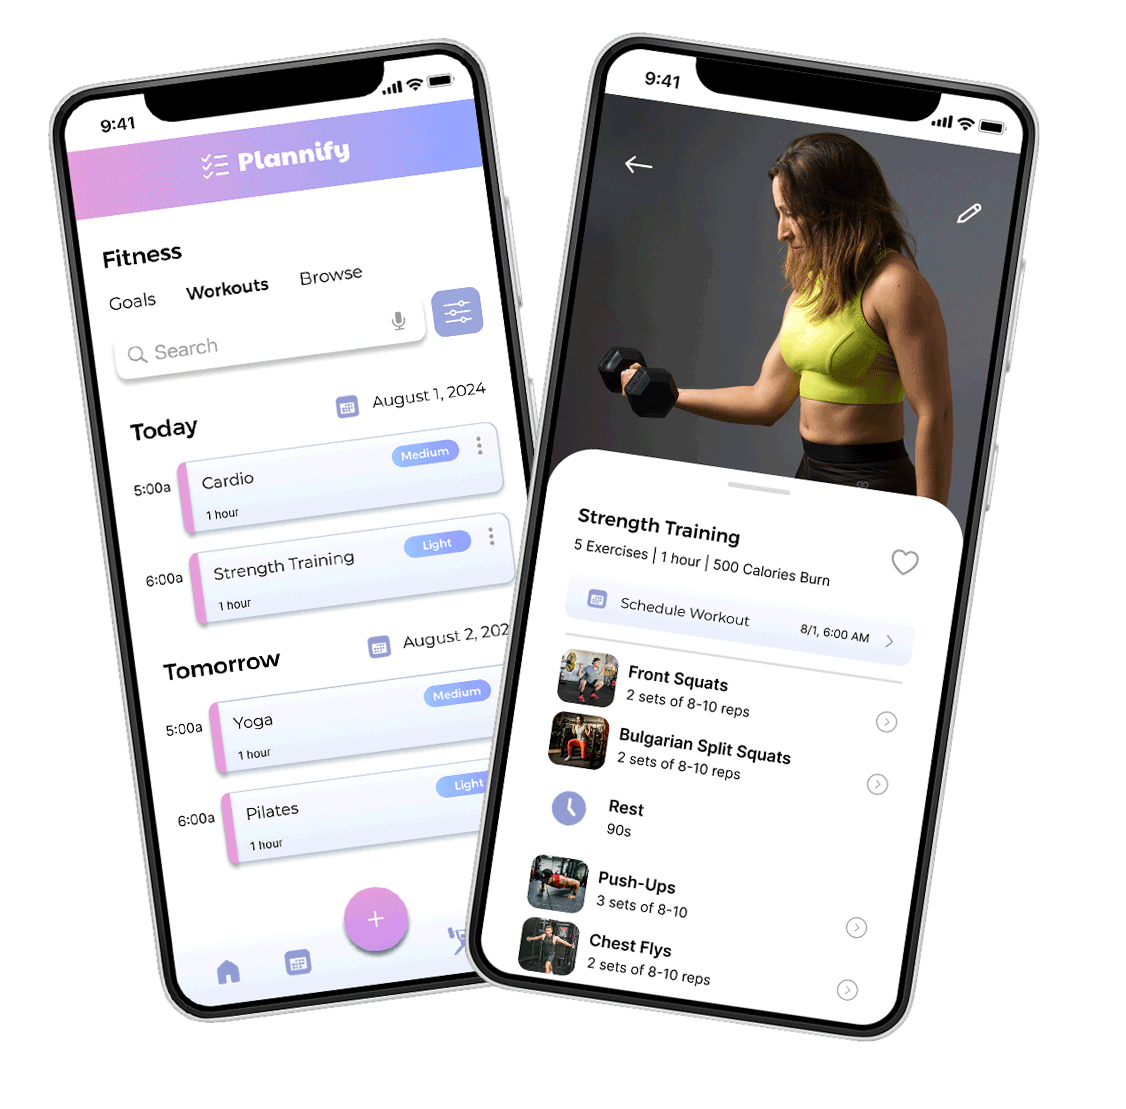 9:41
Plannify
Fitness
Goals Workouts Browse
Search
Today August 1, 2024
5:00a Cardio Medium
1 hour
6:00a Strength Training Light
1 hour
Tomorrow August 2, 202
5:00a Yoga Medium
1 hour
6:00a Pilates Light
1 hour
+
9:41
Strength Training
5 Exercises | 1 hour | 500 Calories Burn
Schedule Workout 8/1, 6:00 AM
Front Squats
2 sets of 8-10 reps
Bulgarian Split Squats
2 sets of 8-10 reps
Rest
90s
Push-Ups
3 sets of 8-10
Chest Flys
2 sets of 8-10 reps